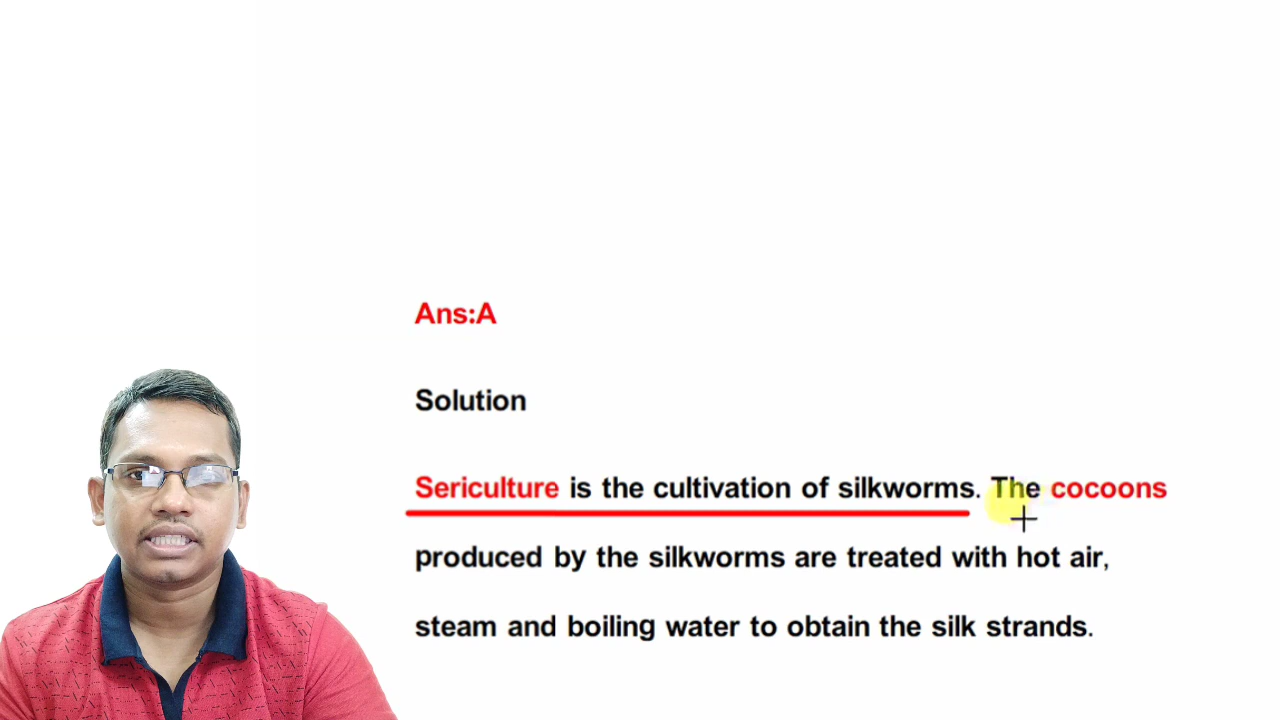 Ans:A
Solution
Sericulture is the cultivation of silkworms. The cocoons
produced by the silkworms are treated with hot air,
steam and boiling water to obtain the silk strands.